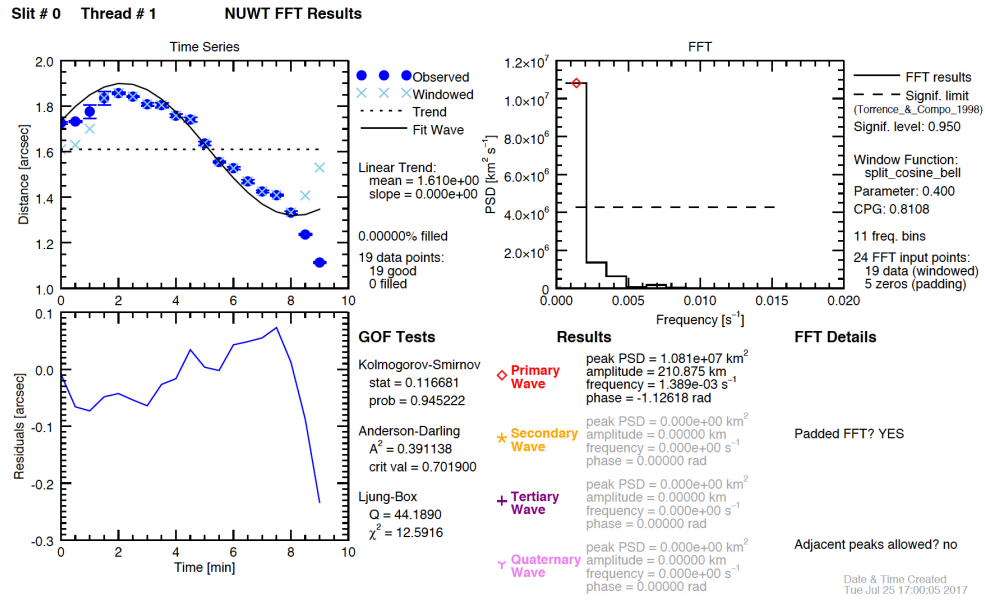 Slit # 0 Thread # 1 NUWT FFT Results
Time Series
2.0
1.8
1.6
1.4
1.2
1.0
Distance [arcsec]
0 2 4 6 8 10
Observed
Windowed
Trend
Fit Wave
Linear Trend:
mean = 1.610e+00
slope = 0.000e+00
0.00000% filled
19 data points:
19 good
0 filled
FFT
1.2×10⁷
1.0×10⁷
8.0×10⁶
6.0×10⁶
4.0×10⁶
2.0×10⁶
0
PSD [km² s⁻¹]
0.000 0.005 0.010 0.015 0.020
Frequency [s⁻¹]
FFT results
Signif. limit
(Torrence_&_Compo_1998)
Signif. level: 0.950
Window Function:
split_cosine_bell
Parameter: 0.400
CPG: 0.8108
11 freq. bins
24 FFT input points:
19 data (windowed)
5 zeros (padding)
0.1
0.0
-0.1
-0.2
-0.3
Residuals [arcsec]
0 2 4 6 8 10
Time [min]
GOF Tests
Kolmogorov-Smirnov
stat = 0.116681
prob = 0.945222
Anderson-Darling
A² = 0.391138
crit val = 0.701900
Ljung-Box
Q = 44.1890
χ² = 12.5916
Results
Primary
Wave
peak PSD = 1.081e+07 km²
amplitude = 210.875 km
frequency = 1.389e-03 s⁻¹
phase = -1.12618 rad
Secondary
Wave
peak PSD = 0.000e+00 km²
amplitude = 0.00000 km
frequency = 0.000e+00 s⁻¹
phase = 0.00000 rad
Tertiary
Wave
peak PSD = 0.000e+00 km²
amplitude = 0.00000 km
frequency = 0.000e+00 s⁻¹
phase = 0.00000 rad
Quaternary
Wave
peak PSD = 0.000e+00 km²
amplitude = 0.00000 km
frequency = 0.000e+00 s⁻¹
phase = 0.00000 rad
FFT Details
Padded FFT? YES
Adjacent peaks allowed? no
Date & Time Created
Tue Jul 25 17:00:05 2017